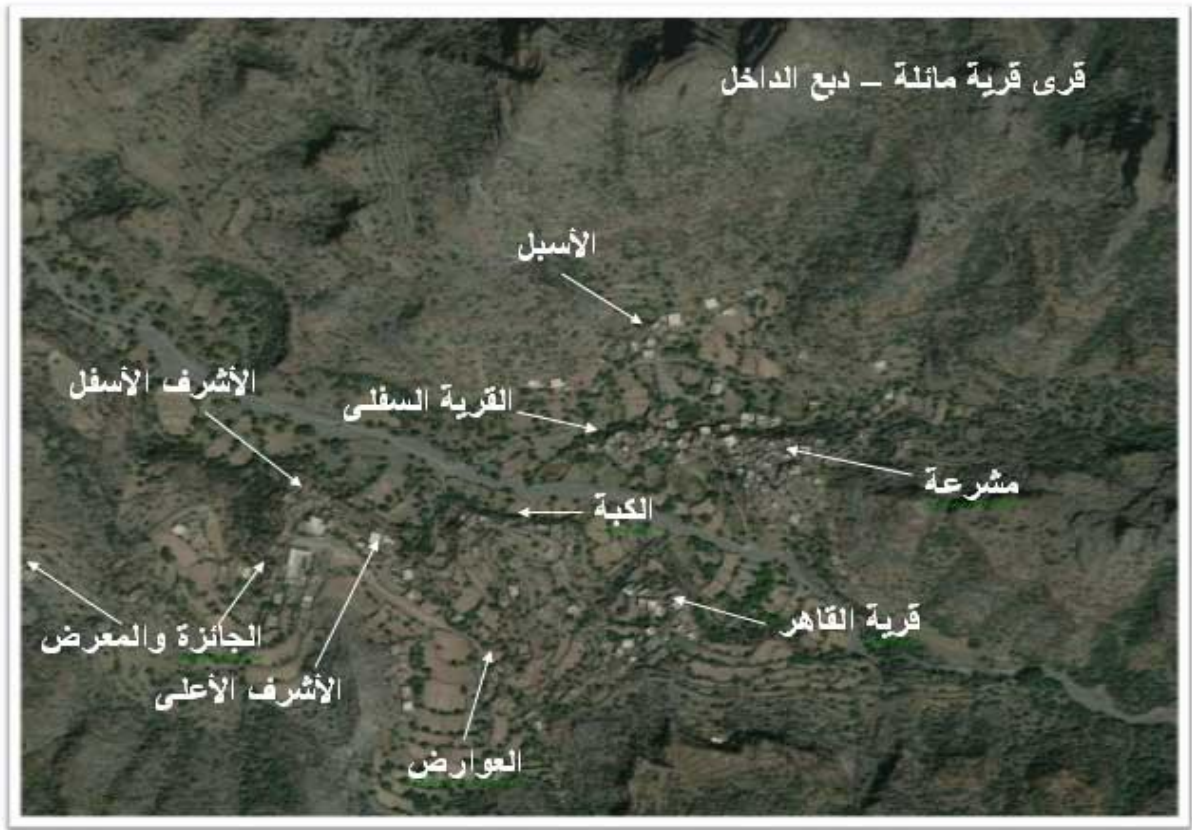 قرى قرية مائلة – دبع الداخل
الأسبل
الأشرف الأسفل
القرية السفلى
مشرعة
الكبة
قرية القاهر
الجائزة والمعرض
الأشرف الأعلى
العوارض